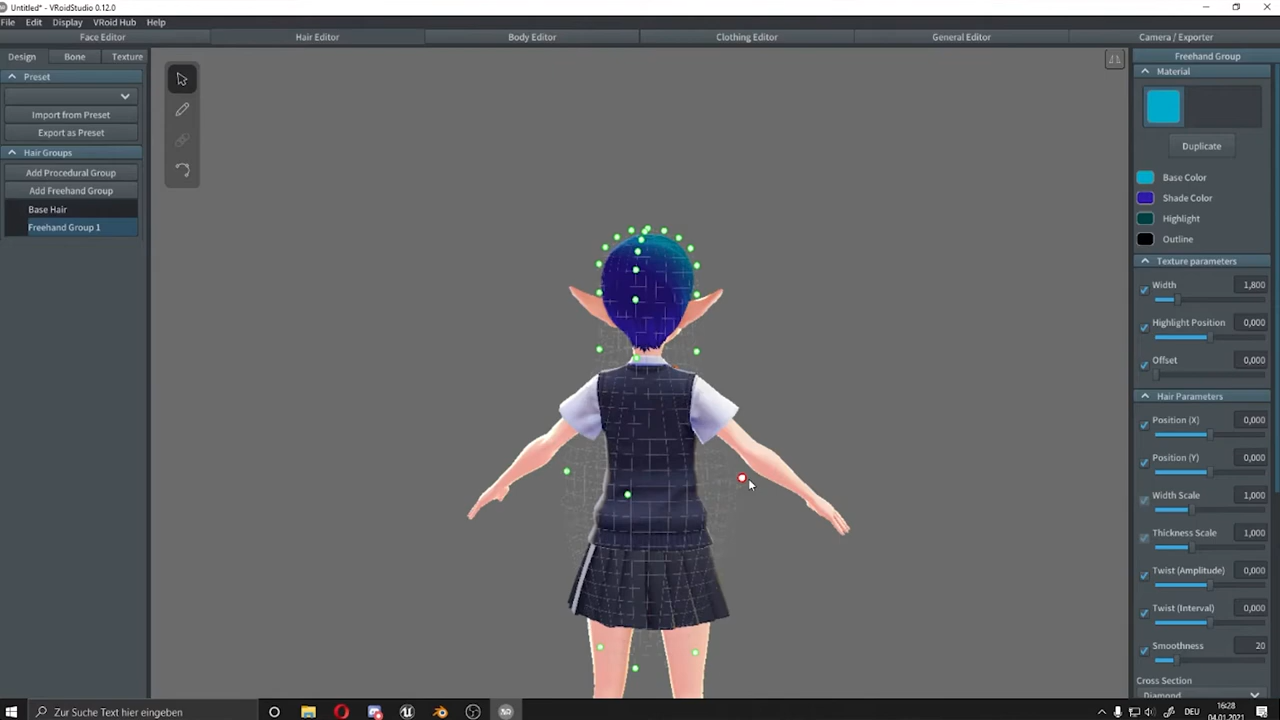 Untitled* - VRoidStudio 0.12.0
File Edit Display VRoid Hub Help
Face Editor Hair Editor Body Editor Clothing Editor General Editor Camera / Exporter
Design Bone Texture
Preset
Import from Preset
Export as Preset
Hair Groups
Add Procedural Group
Add Freehand Group
Base Hair
Freehand Group 1
Freehand Group
Material
Duplicate
Base Color
Shade Color
Highlight
Outline
Texture parameters
Width 1,800
Highlight Position 0,000
Offset 0,000
Hair Parameters
Position (X) 0,000
Position (Y) 0,000
Width Scale 1,000
Thickness Scale 1,000
Twist (Amplitude) 0,000
Twist (Interval) 0,000
Smoothness 20
Cross Section
Diamond
Zur Suche Text hier eingeben
DEU
16:28
04.01.2021